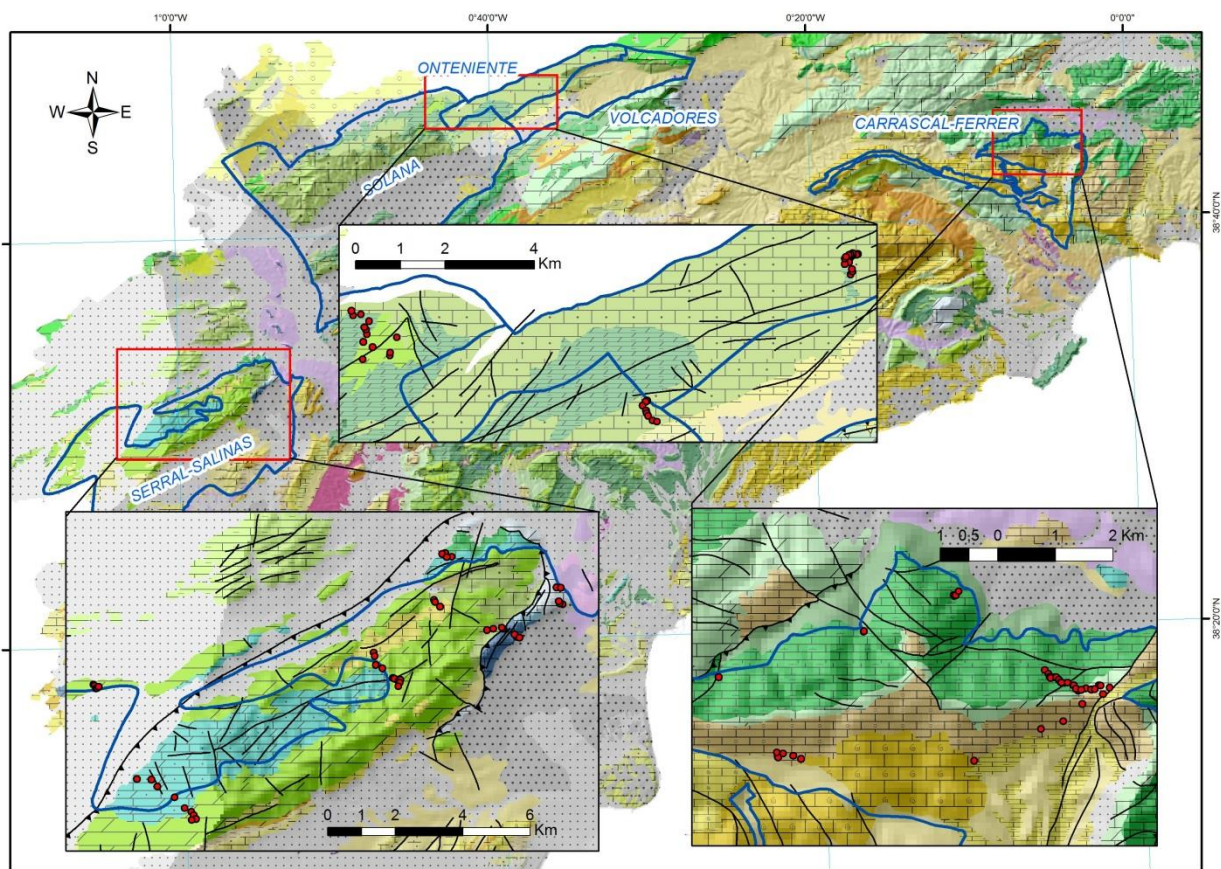 1°0'0"W 0°40'0"W 0°20'0"W 0°0'0"
N
W E
S
ONTENIENTE
VOLCADORES
CARRASCAL-FERRER
SOLANA
38°40'0"N
0 1 2 4
Km
SERRAL-SALINAS
1 0,5 0 1 2 Km
38°20'0"N
0 2 4 6
Km